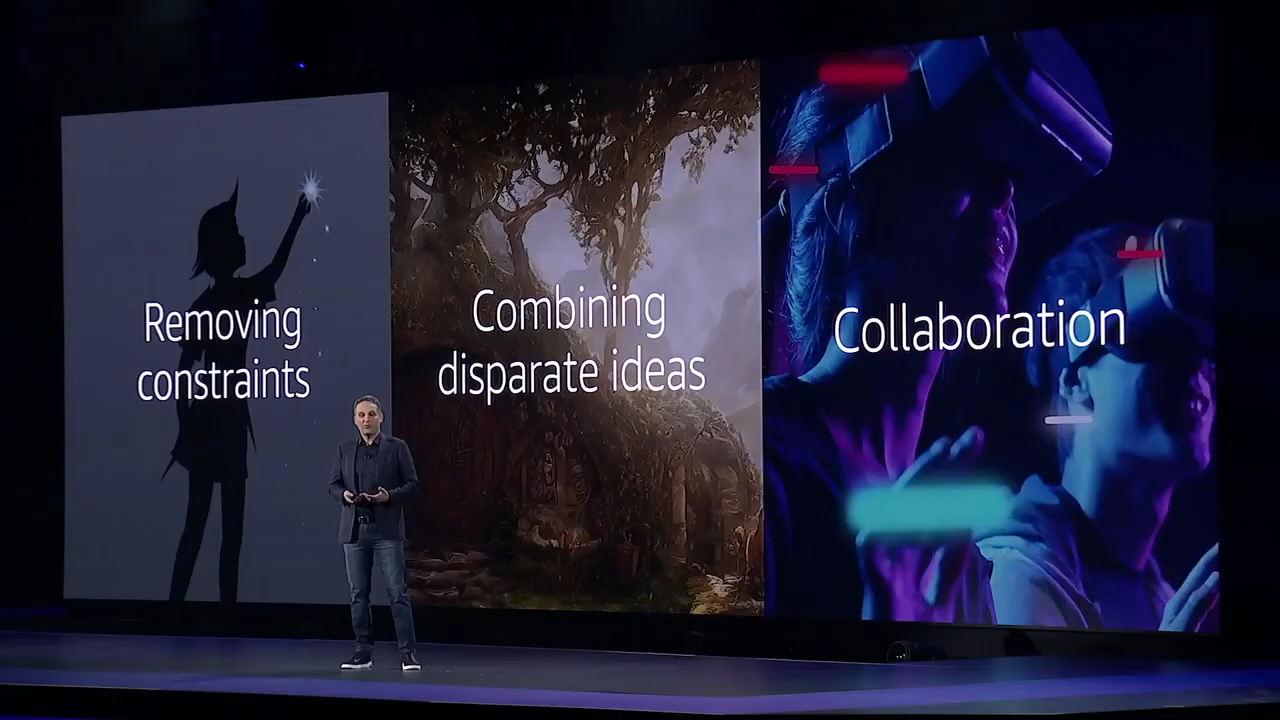 Removing
constraints
Combining
disparate ideas
Collaboration